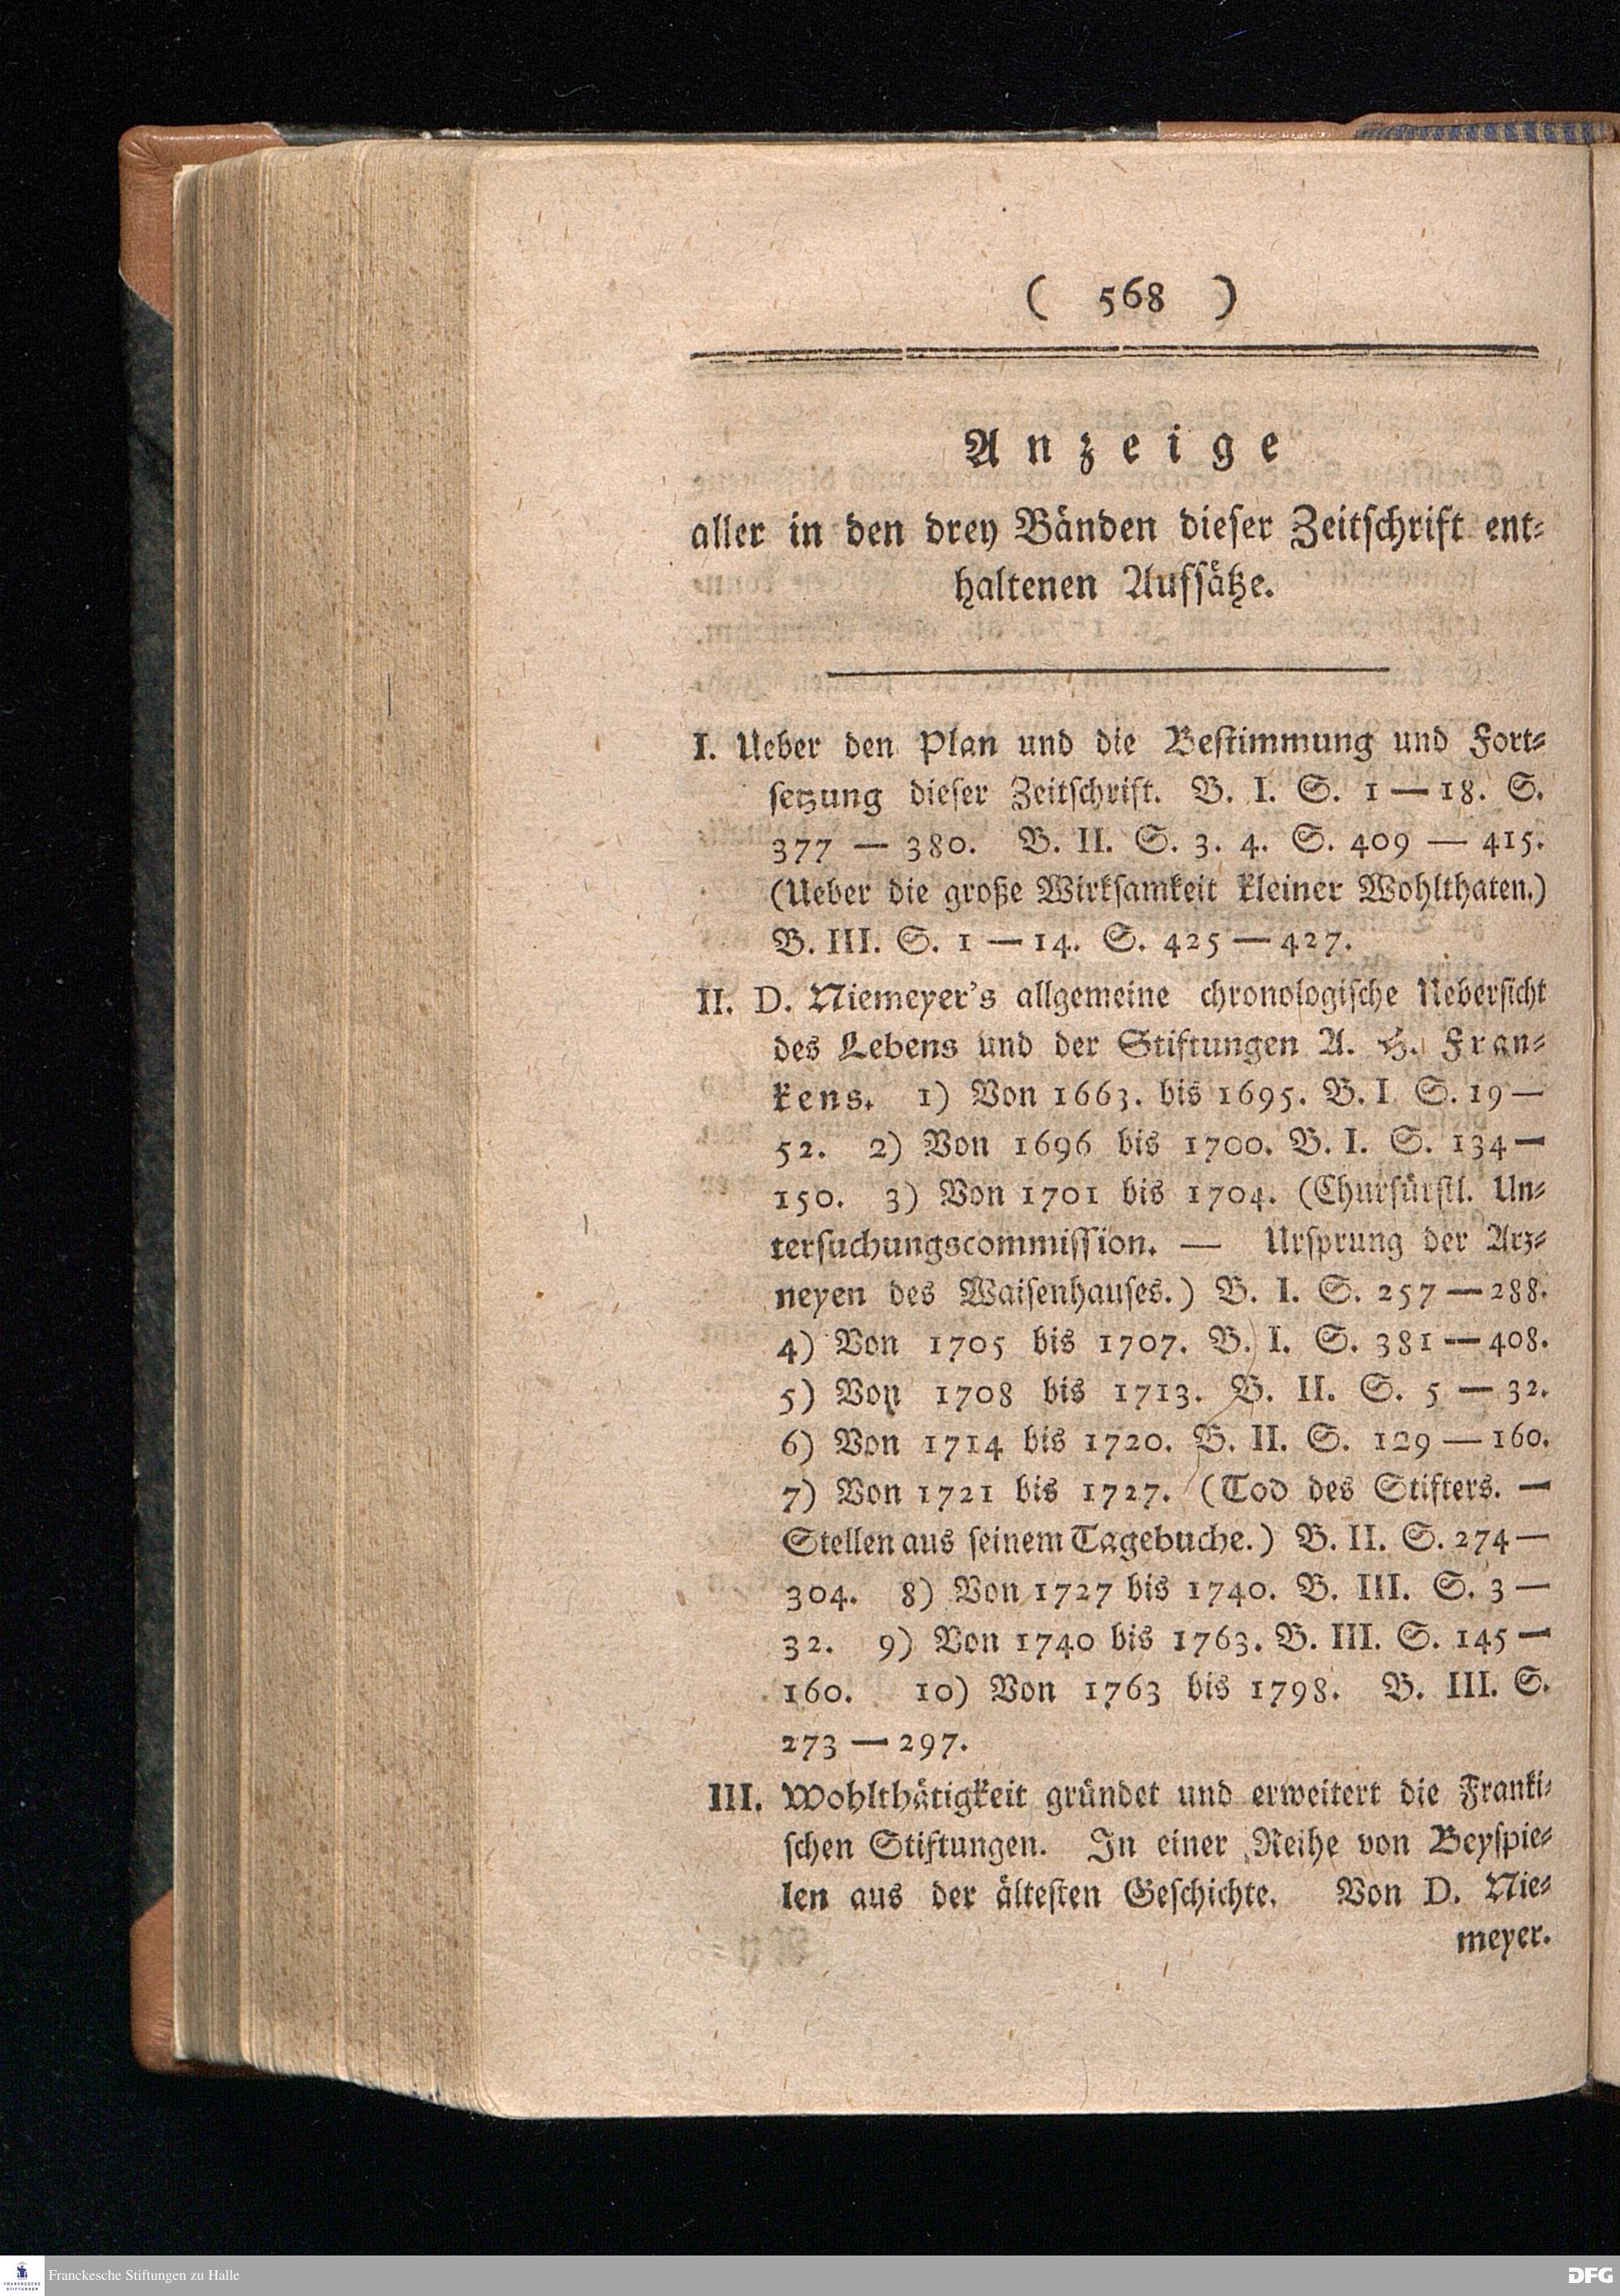 ( 568 )
Anzeige
aller in den drey Bänden dieser Zeitschrift ent-
haltenen Aufsätze.
I. Ueber den Plan und die Bestimmung und Fort-
setzung dieser Zeitschrift. B. I. S. 1 — 18. S.
377 — 380. B. II. S. 3. 4. S. 409 — 415.
(Ueber die große Wirksamkeit kleiner Wohlthaten.)
B. III. S. 1 — 14. S. 425 — 427.
II. D. Niemeyer's allgemeine chronologische Uebersicht
des Lebens und der Stiftungen A. H. Fran-
kens. 1) Von 1663. bis 1695. B. I. S. 19 —
52. 2) Von 1696 bis 1700. B. I. S. 134 —
150. 3) Von 1701 bis 1704. (Churfürstl. Un-
tersuchungscommission. — Ursprung der Arz-
neyen des Waisenhauses.) B. I. S. 257 — 288.
4) Von 1705 bis 1707. B. I. S. 381 — 408.
5) Von 1708 bis 1713. B. II. S. 5 — 32.
6) Von 1714 bis 1720. B. II. S. 129 — 160.
7) Von 1721 bis 1727. (Tod des Stifters. —
Stellen aus seinem Tagebuche.) B. II. S. 274 —
304. 8) Von 1727 bis 1740. B. III. S. 3 —
32. 9) Von 1740 bis 1763. B. III. S. 145 —
160. 10) Von 1763 bis 1798. B. III. S.
273 — 297.
III. Wohlthätigkeit gründet und erweitert die Franki-
schen Stiftungen. In einer Reihe von Beyspie-
len aus der ältesten Geschichte. Von D. Nie-
meyer.
FRANCKESCHE STIFTUNGEN
Franckesche Stiftungen zu Halle
DFG